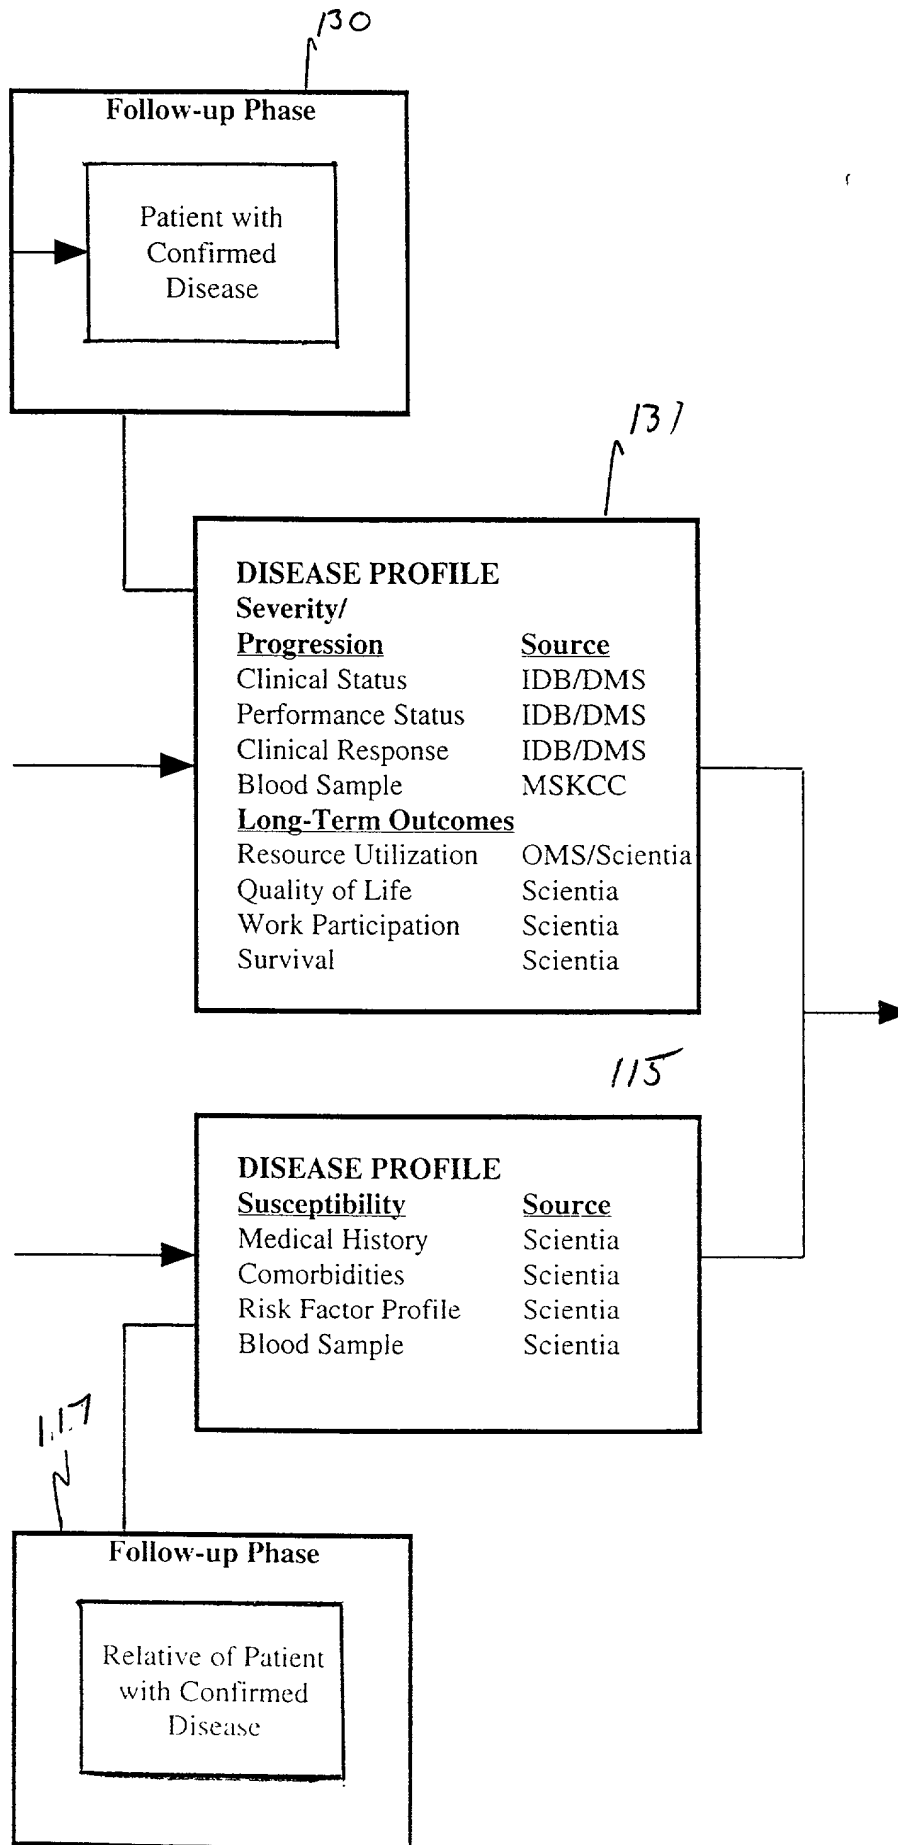 130
Follow-up Phase
Patient with
Confirmed
Disease
131
DISEASE PROFILE
Severity/
Progression Source
Clinical Status IDB/DMS
Performance Status IDB/DMS
Clinical Response IDB/DMS
Blood Sample MSKCC
Long-Term Outcomes
Resource Utilization OMS/Scientia
Quality of Life Scientia
Work Participation Scientia
Survival Scientia
115
DISEASE PROFILE
Susceptibility Source
Medical History Scientia
Comorbidities Scientia
Risk Factor Profile Scientia
Blood Sample Scientia
117
Follow-up Phase
Relative of Patient
with Confirmed
Disease